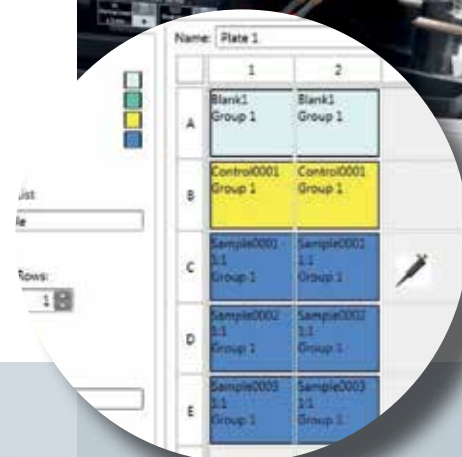 Name: Plate 1
1 2
A
Blank1 Blank1
Group 1 Group 1
B
Control0001 Control0001
Group 1 Group 1
ist
le
C
Sample0001 Sample0001
1:1 1:1
Group 1 Group 1
Rows:
1
D
Sample0002 Sample0002
1:1 1:1
Group 1 Group 1
E
Sample0003 Sample0003
1:1 1:1
Group 1 Group 1